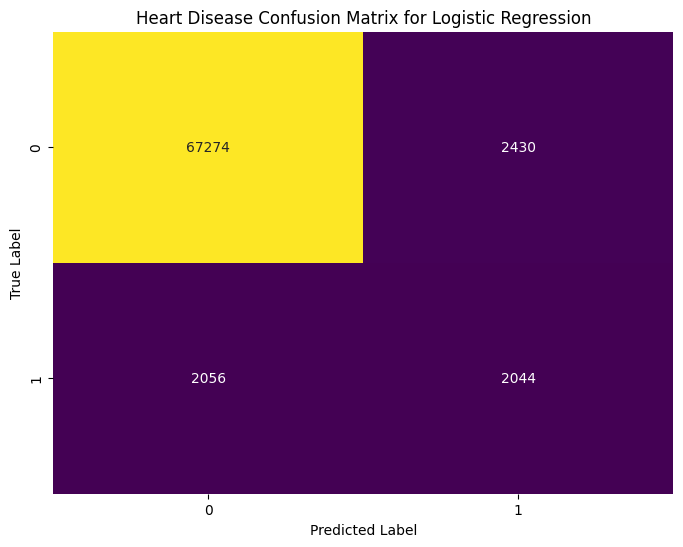 Heart Disease Confusion Matrix for Logistic Regression
True Label
0
67274
2430
1
2056
2044
0
1
Predicted Label